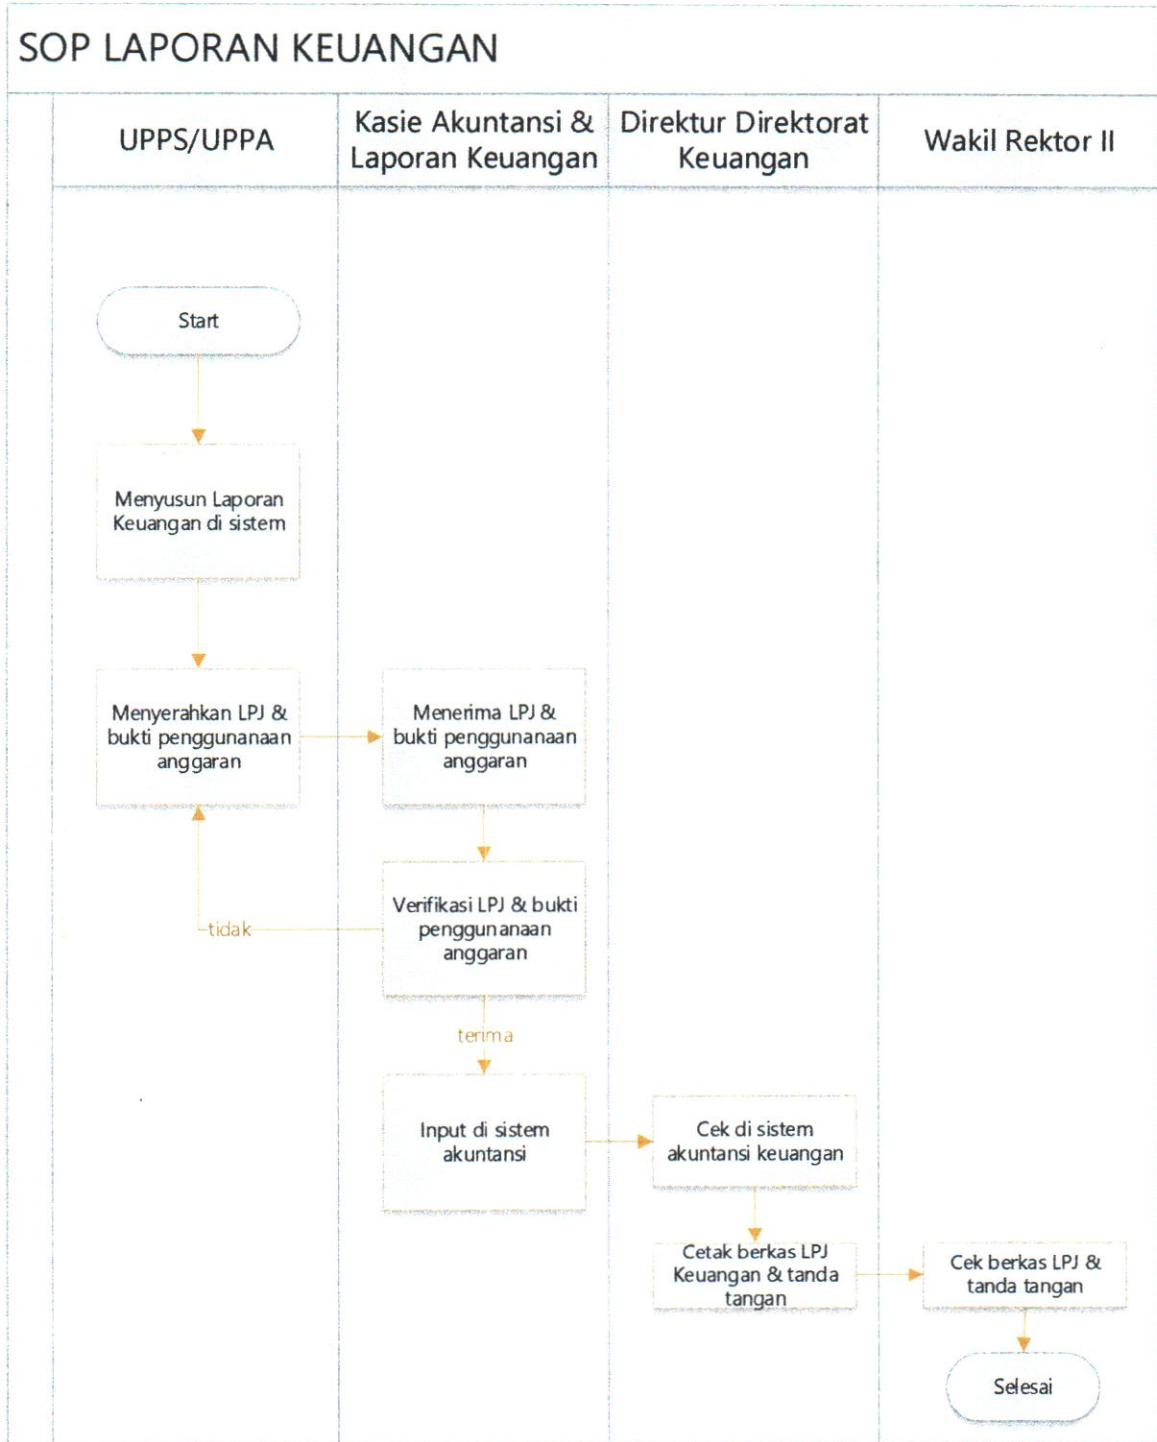 SOP LAPORAN KEUANGAN
UPPS/UPPA
Kasie Akuntansi &
Laporan Keuangan
Direktur Direktorat
Keuangan
Wakil Rektor II
Start
Menyusun Laporan
Keuangan di sistem
Menyerahkan LPJ &
bukti penggunanaan
anggaran
Menerima LPJ &
bukti penggunanaan
anggaran
Verifikasi LPJ & bukti
penggunanaan
anggaran
tidak
terima
Input di sistem
akuntansi
Cek di sistem
akuntansi keuangan
Cetak berkas LPJ
Keuangan & tanda
tangan
Cek berkas LPJ &
tanda tangan
Selesai